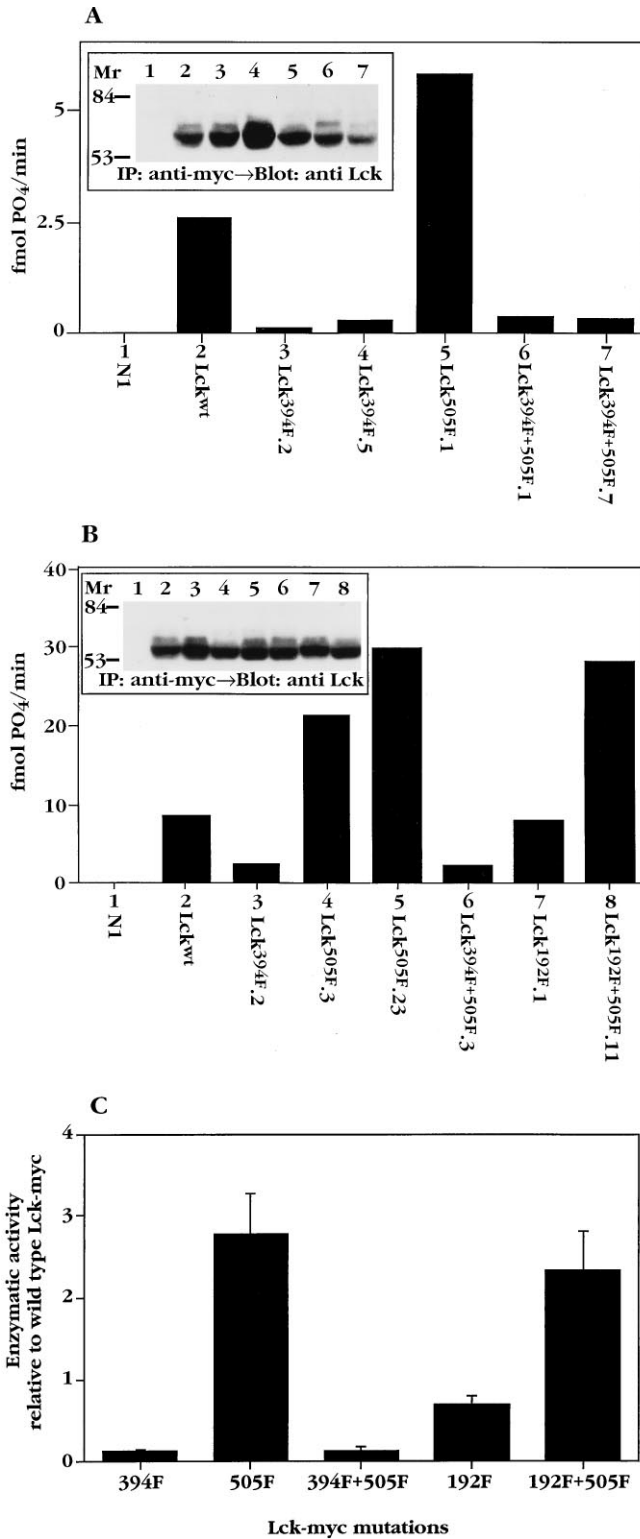 A
Mr 1 2 3 4 5 6 7
84
53
IP: anti-myc→Blot: anti Lck
5
2.5
0
fmol PO4/min
1 N1
2 Lckwt
3 Lck394F.2
4 Lck394F.5
5 Lck505F.1
6 Lck394F+505F.1
7 Lck394F+505F.7
B
Mr 1 2 3 4 5 6 7 8
84
53
IP: anti-myc→Blot: anti Lck
40
30
20
10
0
fmol PO4/min
1 N1
2 Lckwt
3 Lck394F.2
4 Lck505F.3
5 Lck505F.23
6 Lck394F+505F.3
7 Lck192F.1
8 Lck192F+505F.11
C
4
3
2
1
0
Enzymatic activity
relative to wild type Lck-myc
394F 505F 394F+505F 192F 192F+505F
Lck-myc mutations